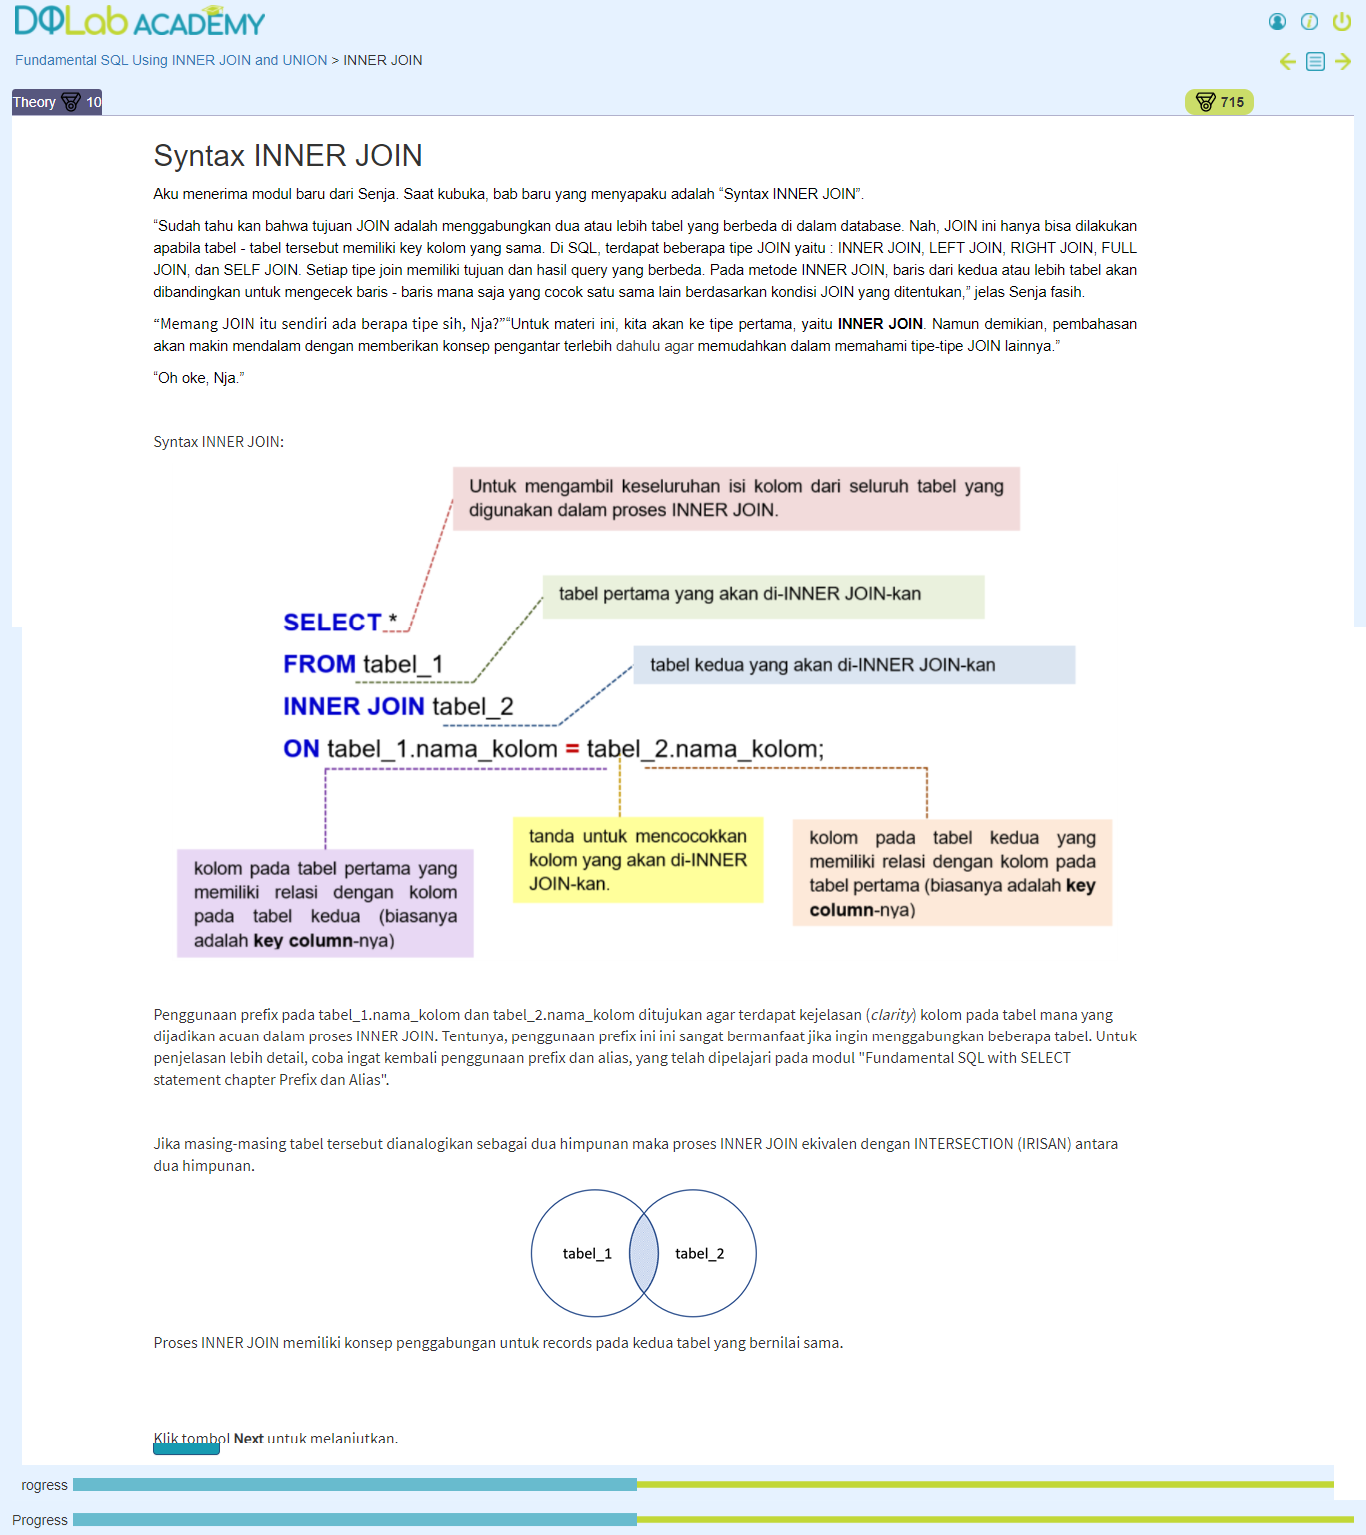 DQLab ACADEMY
Fundamental SQL Using INNER JOIN and UNION > INNER JOIN
Theory 10
715
Syntax INNER JOIN
Aku menerima modul baru dari Senja. Saat kubuka, bab baru yang menyapaku adalah “Syntax INNER JOIN”.
“Sudah tahu kan bahwa tujuan JOIN adalah menggabungkan dua atau lebih tabel yang berbeda di dalam database. Nah, JOIN ini hanya bisa dilakukan
apabila tabel - tabel tersebut memiliki key kolom yang sama. Di SQL, terdapat beberapa tipe JOIN yaitu : INNER JOIN, LEFT JOIN, RIGHT JOIN, FULL
JOIN, dan SELF JOIN. Setiap tipe join memiliki tujuan dan hasil query yang berbeda. Pada metode INNER JOIN, baris dari kedua atau lebih tabel akan
dibandingkan untuk mengecek baris - baris mana saja yang cocok satu sama lain berdasarkan kondisi JOIN yang ditentukan,” jelas Senja fasih.
“Memang JOIN itu sendiri ada berapa tipe sih, Nja?”“Untuk materi ini, kita akan ke tipe pertama, yaitu INNER JOIN. Namun demikian, pembahasan
akan makin mendalam dengan memberikan konsep pengantar terlebih dahulu agar memudahkan dalam memahami tipe-tipe JOIN lainnya.”
“Oh oke, Nja.”
Syntax INNER JOIN:
Untuk mengambil keseluruhan isi kolom dari seluruh tabel yang
digunakan dalam proses INNER JOIN.
tabel pertama yang akan di-INNER JOIN-kan
SELECT *
FROM tabel_1
tabel kedua yang akan di-INNER JOIN-kan
INNER JOIN tabel_2
ON tabel_1.nama_kolom = tabel_2.nama_kolom;
kolom pada tabel pertama yang
memiliki relasi dengan kolom
pada tabel kedua (biasanya
adalah key column-nya)
tanda untuk mencocokkan
kolom yang akan di-INNER
JOIN-kan.
kolom pada tabel kedua yang
memiliki relasi dengan kolom pada
tabel pertama (biasanya adalah key
column-nya)
Penggunaan prefix pada tabel_1.nama_kolom dan tabel_2.nama_kolom ditujukan agar terdapat kejelasan (clarity) kolom pada tabel mana yang
dijadikan acuan dalam proses INNER JOIN. Tentunya, penggunaan prefix ini ini sangat bermanfaat jika ingin menggabungkan beberapa tabel. Untuk
penjelasan lebih detail, coba ingat kembali penggunaan prefix dan alias, yang telah dipelajari pada modul "Fundamental SQL with SELECT
statement chapter Prefix dan Alias".
Jika masing-masing tabel tersebut dianalogikan sebagai dua himpunan maka proses INNER JOIN ekivalen dengan INTERSECTION (IRISAN) antara
dua himpunan.
tabel_1 tabel_2
Proses INNER JOIN memiliki konsep penggabungan untuk records pada kedua tabel yang bernilai sama.
Klik tombol Next untuk melanjutkan.
rogress
Progress